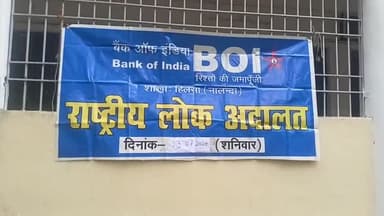 बैंक ऑफ इंडिया BOI
Bank of India
रिश्तों की जमापूँजी
शाखा: हिलसा (नालन्दा)
राष्ट्रीय लोक अदालत
दिनांक- (शनिवार)